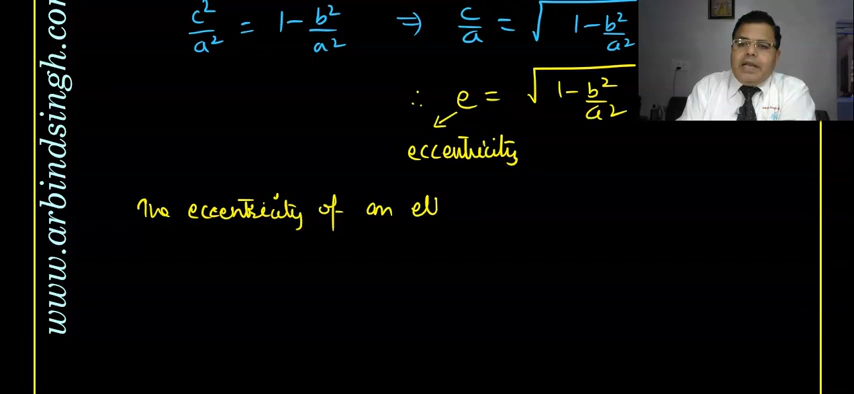 c²/a² = 1 - b²/a² ⇒ c/a = √(1 - b²/a²)
∴ e = √(1 - b²/a²)
eccentricity
The eccentricity of an ell
www.arbindsingh.com